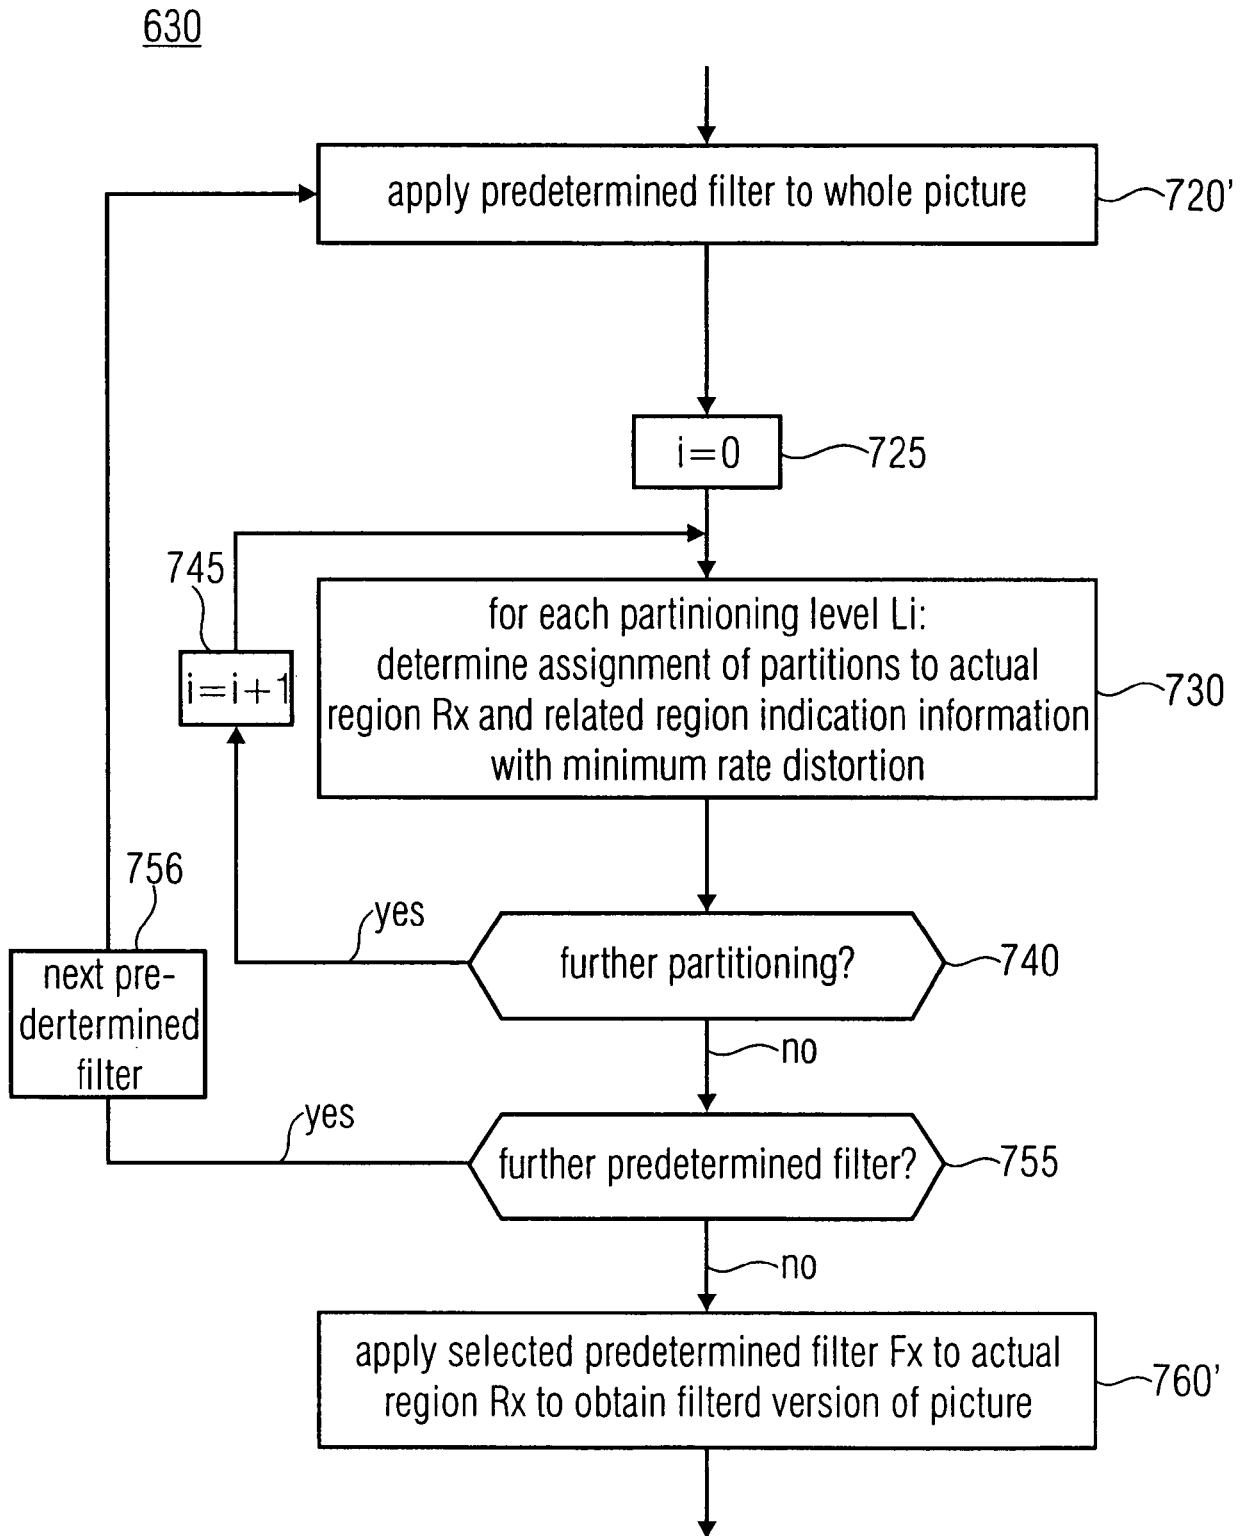 630
apply predetermined filter to whole picture
720'
i=0
725
745
i=i+1
for each partinioning level Li:
determine assignment of partitions to actual
region Rx and related region indication information
with minimum rate distortion
730
756
next pre-
dertermined
filter
yes
further partitioning?
740
no
yes
further predetermined filter?
755
no
apply selected predetermined filter Fx to actual
region Rx to obtain filterd version of picture
760'